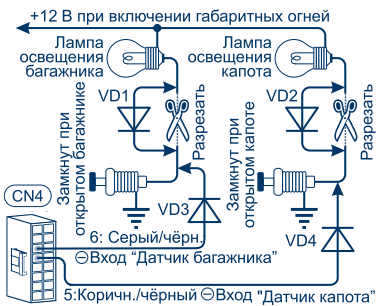 +12 В при включении габаритных огней
Лампа
освещения
багажника
Лампа
освещения
капота
VD1
VD2
Разрезать
Разрезать
Замкнут при
открытом багажнике
Замкнут при
открытом капоте
CN4
VD3
VD4
6: Серый/чёрн.
⊖Вход “Датчик багажника”
5:Коричн./чёрный ⊖Вход "Датчик капота"